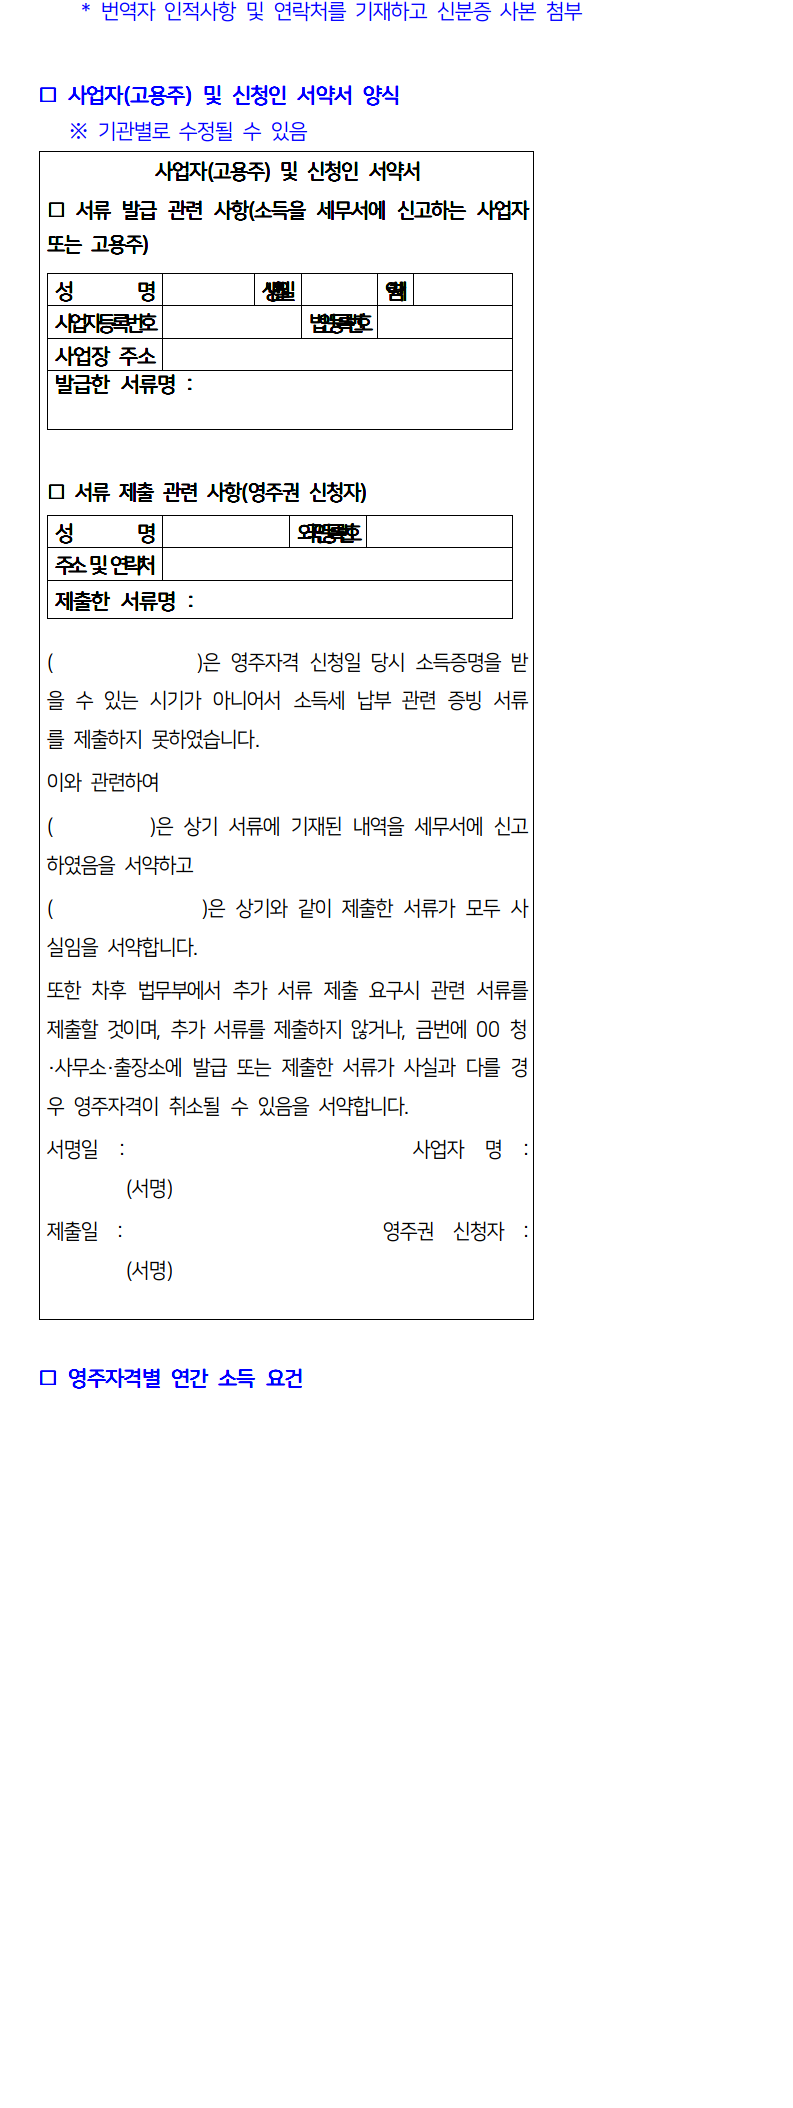 * 번역자 인적사항 및 연락처를 기재하고 신분증 사본 첨부
□ 사업자(고용주) 및 신청인 서약서 양식
※ 기관별로 수정될 수 있음
사업자(고용주) 및 신청인 서약서
□ 서류 발급 관련 사항(소득을 세무서에 신고하는 사업자
또는 고용주)
성 명 생년월일 연락처
사업자등록번호 법인등록번호
사업장 주소
발급한 서류명 :
□ 서류 제출 관련 사항(영주권 신청자)
성 명 외국인등록번호
주소 및 연락처
제출한 서류명 :
( )은 영주자격 신청일 당시 소득증명을 받
을 수 있는 시기가 아니어서 소득세 납부 관련 증빙 서류
를 제출하지 못하였습니다.
이와 관련하여
( )은 상기 서류에 기재된 내역을 세무서에 신고
하였음을 서약하고
( )은 상기와 같이 제출한 서류가 모두 사
실임을 서약합니다.
또한 차후 법무부에서 추가 서류 제출 요구시 관련 서류를
제출할 것이며, 추가 서류를 제출하지 않거나, 금번에 00 청
·사무소·출장소에 발급 또는 제출한 서류가 사실과 다를 경
우 영주자격이 취소될 수 있음을 서약합니다.
서명일 : 사업자 명 :
(서명)
제출일 : 영주권 신청자 :
(서명)
□ 영주자격별 연간 소득 요건